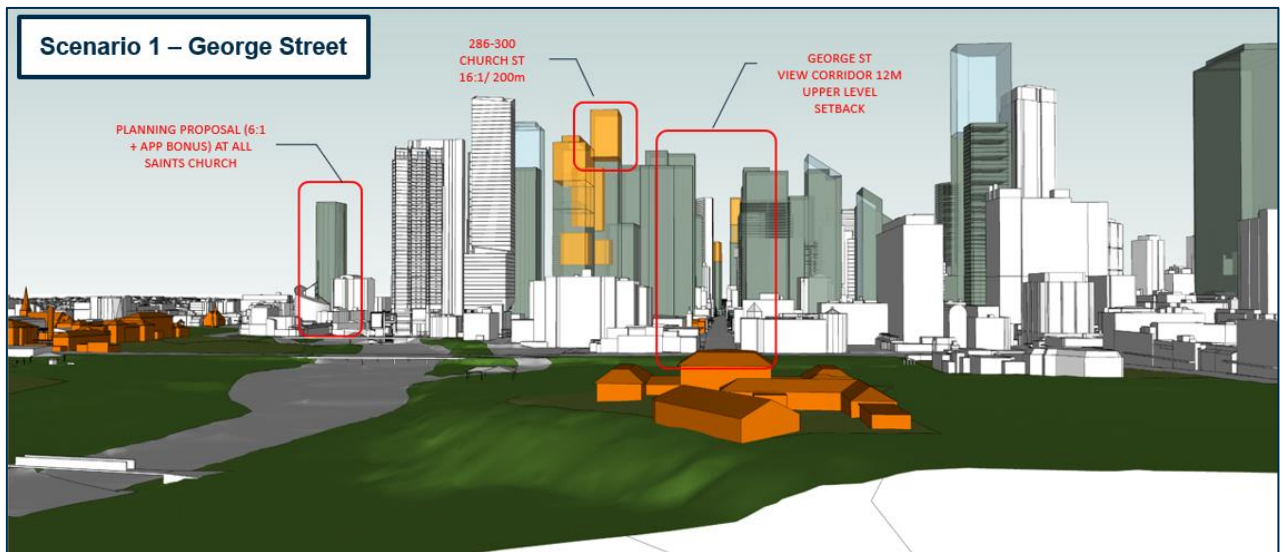 Scenario 1 – George Street
286-300
CHURCH ST
16:1/ 200m
GEORGE ST
VIEW CORRIDOR 12M
UPPER LEVEL
SETBACK
PLANNING PROPOSAL (6:1
+ APP BONUS) AT ALL
SAINTS CHURCH